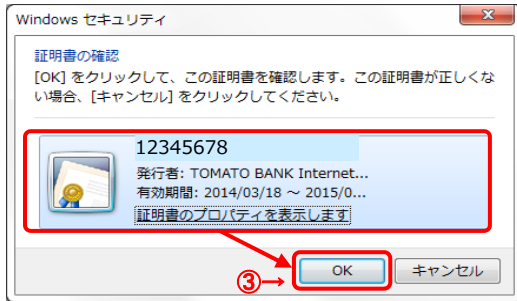 Windows セキュリティ
証明書の確認
[OK] をクリックして、この証明書を確認します。この証明書が正しくな
い場合、[キャンセル] をクリックしてください。
12345678
発行者: TOMATO BANK Internet...
有効期間: 2014/03/18 ～ 2015/0...
証明書のプロパティを表示します
③→ OK キャンセル